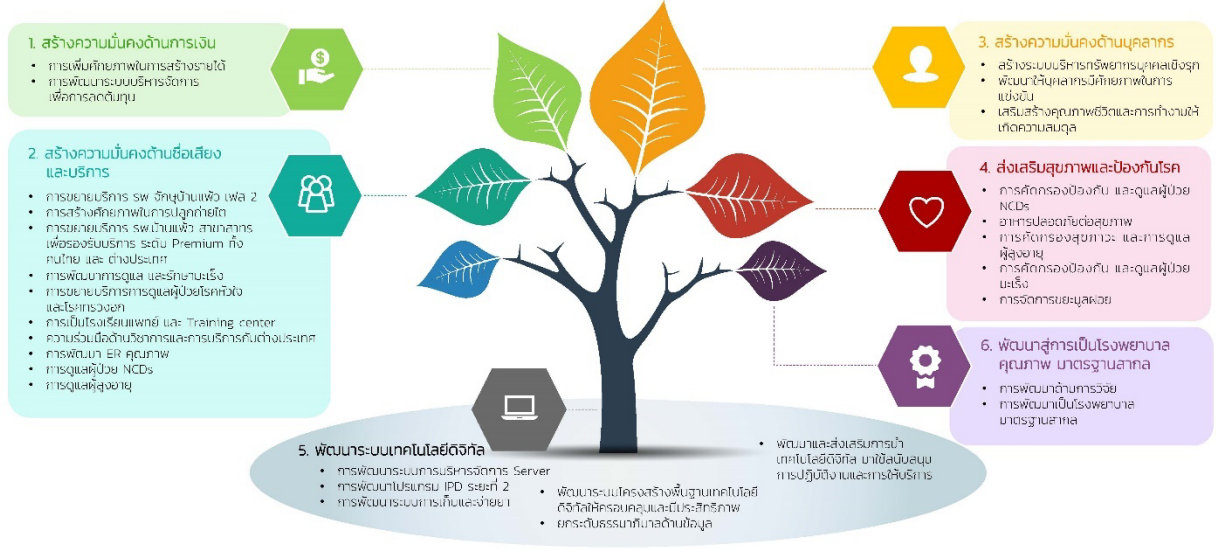 1. สร้างความมั่นคงด้านการเงิน
• การเพิ่มศักยภาพในการสร้างรายได้
• การพัฒนาระบบบริหารจัดการ
เพื่อการลดต้นทุน
2. สร้างความมั่นคงด้านชื่อเสียง
และบริการ
• การขยายบริการ รพ จักษุบ้านแพ้ว เฟส 2
• การสร้างศักยภาพในการปลูกถ่ายไต
• การขยายบริการ รพ.บ้านแพ้ว สาขาสาทร
เพื่อรองรับบริการ ระดับ Premium ทั้ง
คนไทย และ ต่างประเทศ
• การพัฒนาการดูแล และรักษามะเร็ง
• การขยายบริการการดูแลผู้ป่วยโรคหัวใจ
และโรคทรวงอก
• การเป็นโรงเรียนแพทย์ และ Training center
• ความร่วมมือด้านวิชาการและการบริการกับต่างประเทศ
• การพัฒนา ER คุณภาพ
• การดูแลผู้ป่วย NCDs
• การดูแลผู้สูงอายุ
3. สร้างความมั่นคงด้านบุคลากร
• สร้างระบบบริหารทรัพยากรบุคคลเชิงรุก
• พัฒนาให้บุคลากรมีศักยภาพในการ
แข่งขัน
• เสริมสร้างคุณภาพชีวิตและการทำงานให้
เกิดความสมดุล
4. ส่งเสริมสุขภาพและป้องกันโรค
• การคัดกรองป้องกัน และดูแลผู้ป่วย
NCDs
• อาหารปลอดภัยต่อสุขภาพ
• การคัดกรองสุขภาวะ และการดูแล
ผู้สูงอายุ
• การคัดกรองป้องกัน และดูแลผู้ป่วย
มะเร็ง
• การจัดการขยะมูลฝอย
6. พัฒนาสู่การเป็นโรงพยาบาล
คุณภาพ มาตรฐานสากล
• การพัฒนาด้านการวิจัย
• การพัฒนาเป็นโรงพยาบาล
มาตรฐานสากล
5. พัฒนาระบบเทคโนโลยีดิจิทัล
• การพัฒนาระบบการบริหารจัดการ Server
• การพัฒนาโปรแกรม IPD ระยะที่ 2
• การพัฒนาระบบการเก็บและจ่ายยา
• พัฒนาระบบโครงสร้างพื้นฐานเทคโนโลยี
ดิจิทัลให้ครอบคลุมและมีประสิทธิภาพ
• ยกระดับธรรมาภิบาลด้านข้อมูล
• พัฒนาและส่งเสริมการนำ
เทคโนโลยีดิจิทัล มาใช้สนับสนุน
การปฏิบัติงานและการให้บริการ